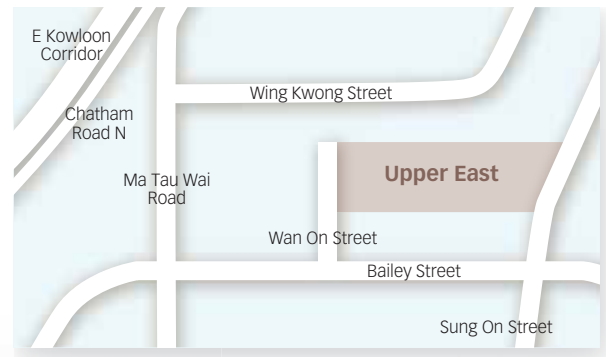 E Kowloon
Corridor
Wing Kwong Street
Chatham
Road N
Upper East
Ma Tau Wai
Road
Wan On Street
Bailey Street
Sung On Street